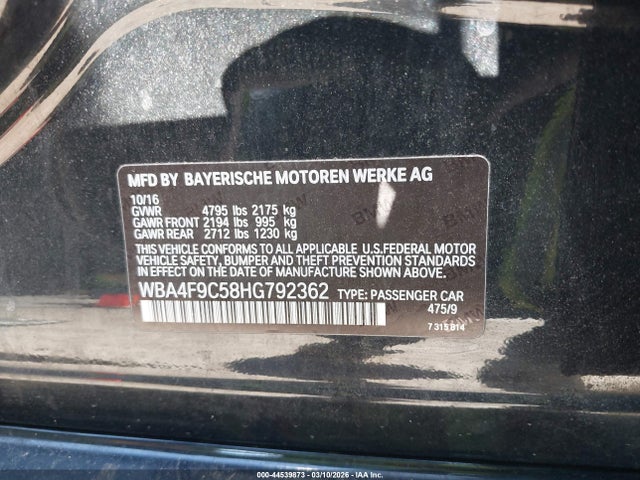 MFD BY BAYERISCHE MOTOREN WERKE AG
10/16
GVWR 4795 lbs 2175 kg
GAWR FRONT 2194 lbs 995 kg
GAWR REAR 2712 lbs 1230 kg
THIS VEHICLE CONFORMS TO ALL APPLICABLE U.S.FEDERAL MOTOR
VEHICLE SAFETY, BUMPER AND THEFT PREVENTION STANDARDS
IN EFFECT ON THE DATE OF MANUFACTURE SHOWN ABOVE.
WBA4F9C58HG792362 TYPE: PASSENGER CAR
475/9
7 315 814
000-44539873 — 03/10/2026 — © IAA Inc.